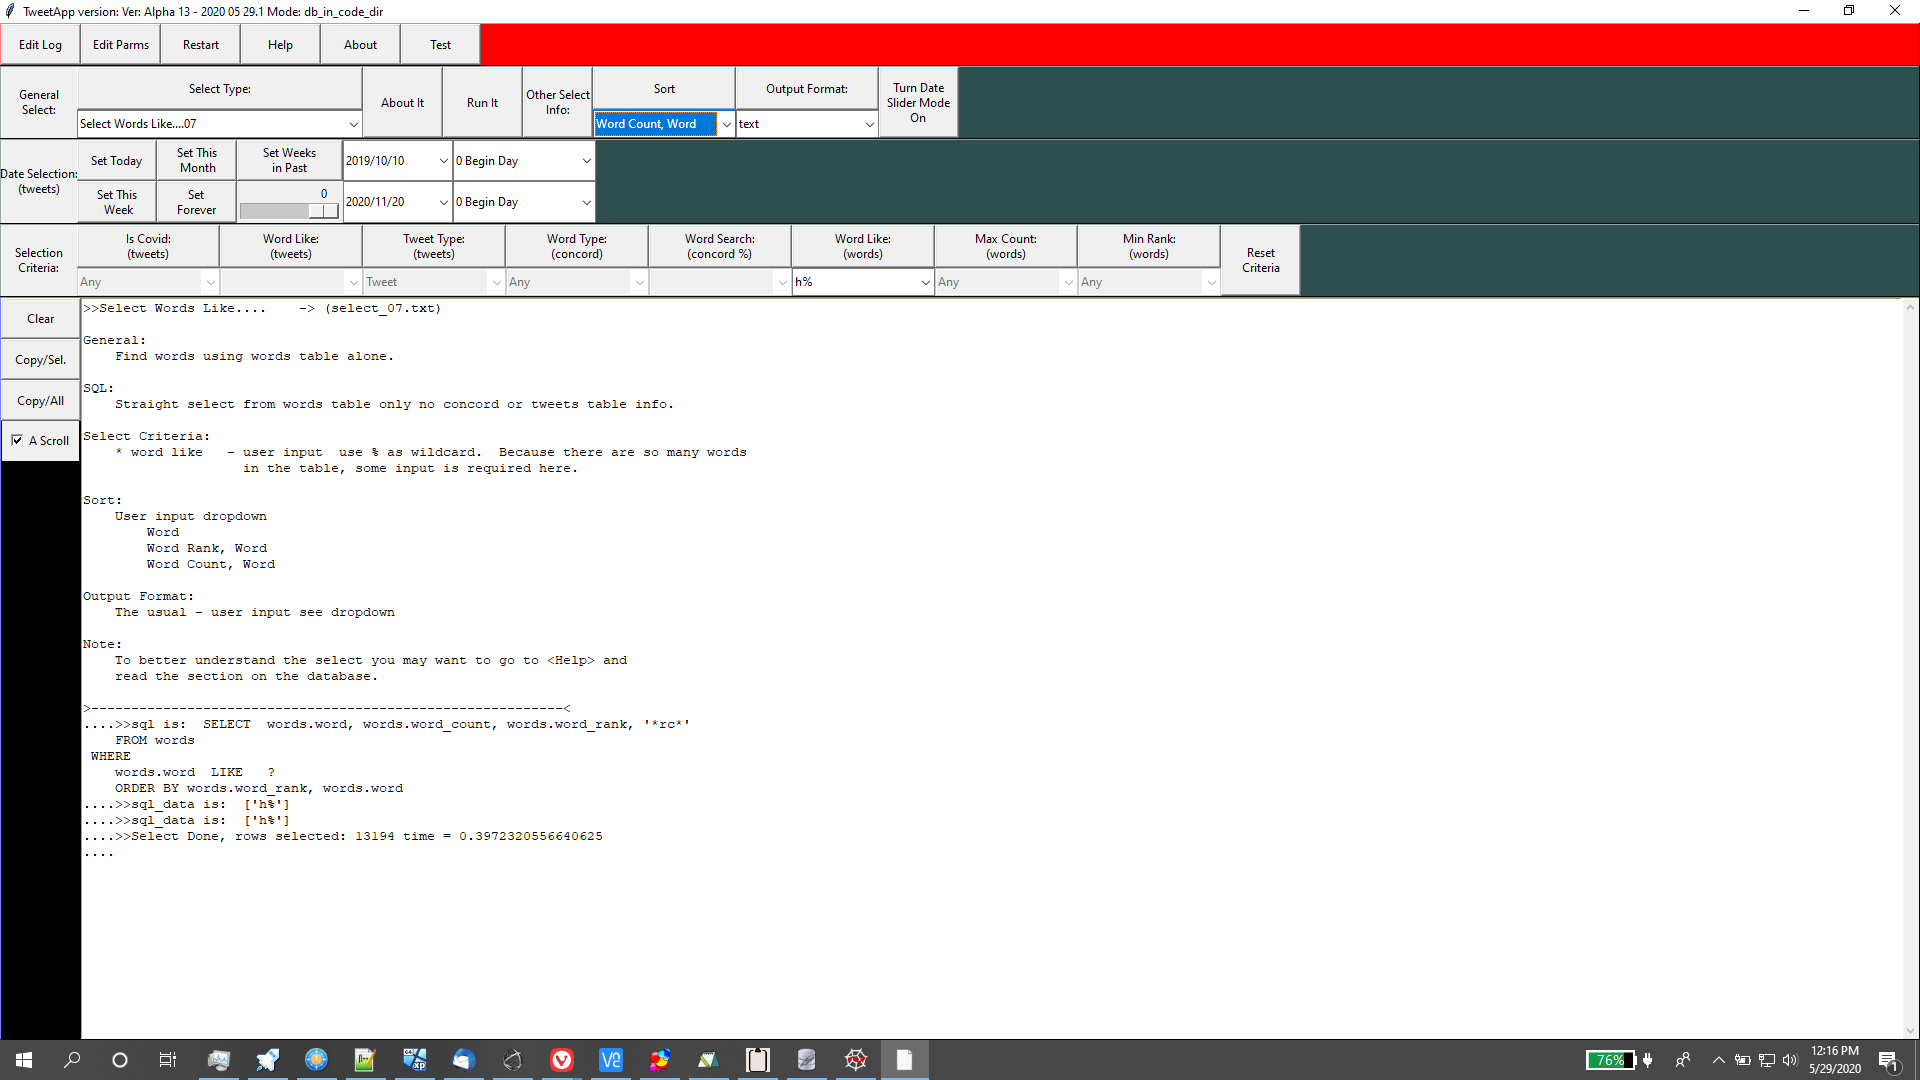 TweetApp version: Ver: Alpha 13 - 2020 05 29.1 Mode: db_in_code_dir
Edit Log
Edit Parms
Restart
Help
About
Test
General
Select:
Select Type:
Select Words Like....07
About It
Run It
Other Select
Info:
Sort
Word Count, Word
Output Format:
text
Turn Date
Slider Mode
On
Date Selection:
(tweets)
Set Today
Set This
Month
Set Weeks
in Past
2019/10/10
0 Begin Day
Set This
Week
Set
Forever
0
2020/11/20
0 Begin Day
Selection
Criteria:
Is Covid:
(tweets)
Any
Word Like:
(tweets)
Tweet Type:
(tweets)
Tweet
Word Type:
(concord)
Any
Word Search:
(concord %)
Word Like:
(words)
h%
Max Count:
(words)
Any
Min Rank:
(words)
Any
Reset
Criteria
Clear
Copy/Sel.
Copy/All
A Scroll
>>Select Words Like....    -> (select_07.txt)
General:
Find words using words table alone.
SQL:
Straight select from words table only no concord or tweets table info.
Select Criteria:
* word like   - user input  use % as wildcard.  Because there are so many words
in the table, some input is required here.
Sort:
User input dropdown
Word
Word Rank, Word
Word Count, Word
Output Format:
The usual - user input see dropdown
Note:
To better understand the select you may want to go to <Help> and
read the section on the database.
>-----------------------------------------------------------<
....>>sql is:  SELECT  words.word, words.word_count, words.word_rank, '*rc*'
FROM words
WHERE
words.word  LIKE   ?
ORDER BY words.word_rank, words.word
....>>sql_data is:  ['h%']
....>>sql_data is:  ['h%']
....>>Select Done, rows selected: 13194 time = 0.3972320556640625
....
76%
12:16 PM
5/29/2020
1